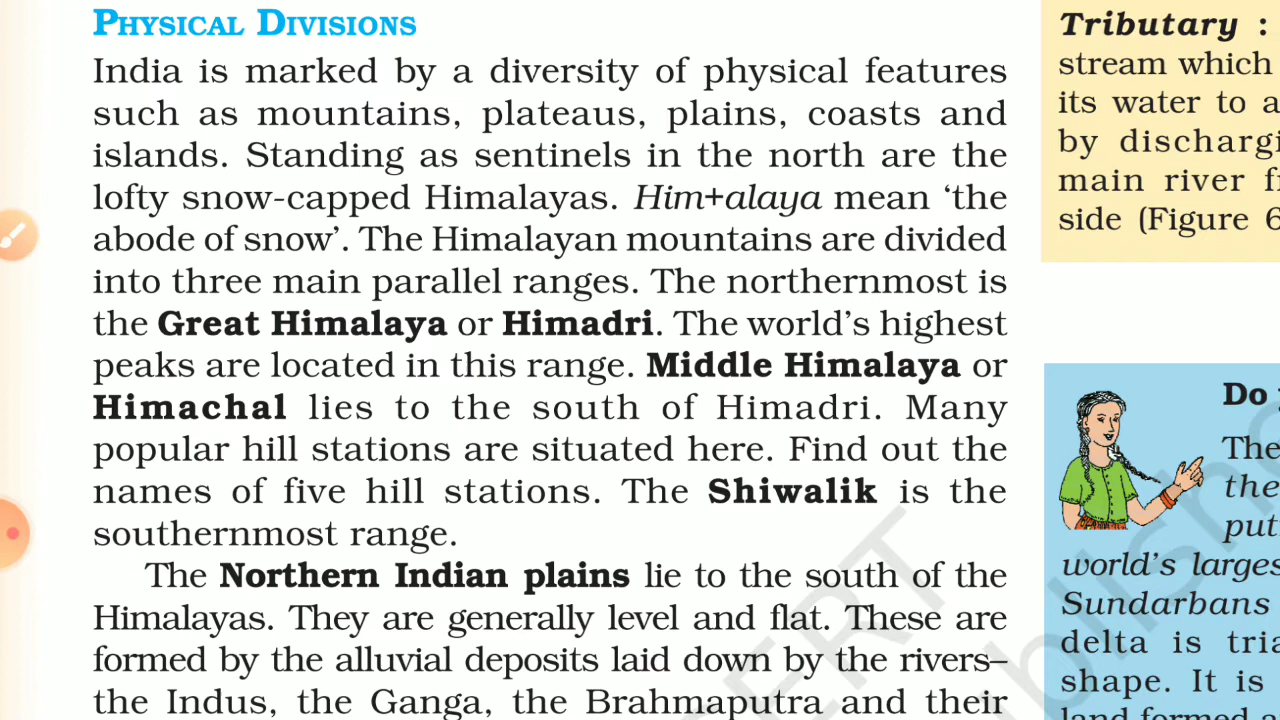 PHYSICAL DIVISIONS
India is marked by a diversity of physical features
such as mountains, plateaus, plains, coasts and
islands. Standing as sentinels in the north are the
lofty snow-capped Himalayas. Him+alaya mean ‘the
abode of snow’. The Himalayan mountains are divided
into three main parallel ranges. The northernmost is
the Great Himalaya or Himadri. The world’s highest
peaks are located in this range. Middle Himalaya or
Himachal lies to the south of Himadri. Many
popular hill stations are situated here. Find out the
names of five hill stations. The Shiwalik is the
southernmost range.
The Northern Indian plains lie to the south of the
Himalayas. They are generally level and flat. These are
formed by the alluvial deposits laid down by the rivers–
the Indus, the Ganga, the Brahmaputra and their
Tributary :
stream which
its water to a
by
main river
side (Figure 6
Do
The
the
world’s
Sundarbans
delta is
shape. It is
land formed